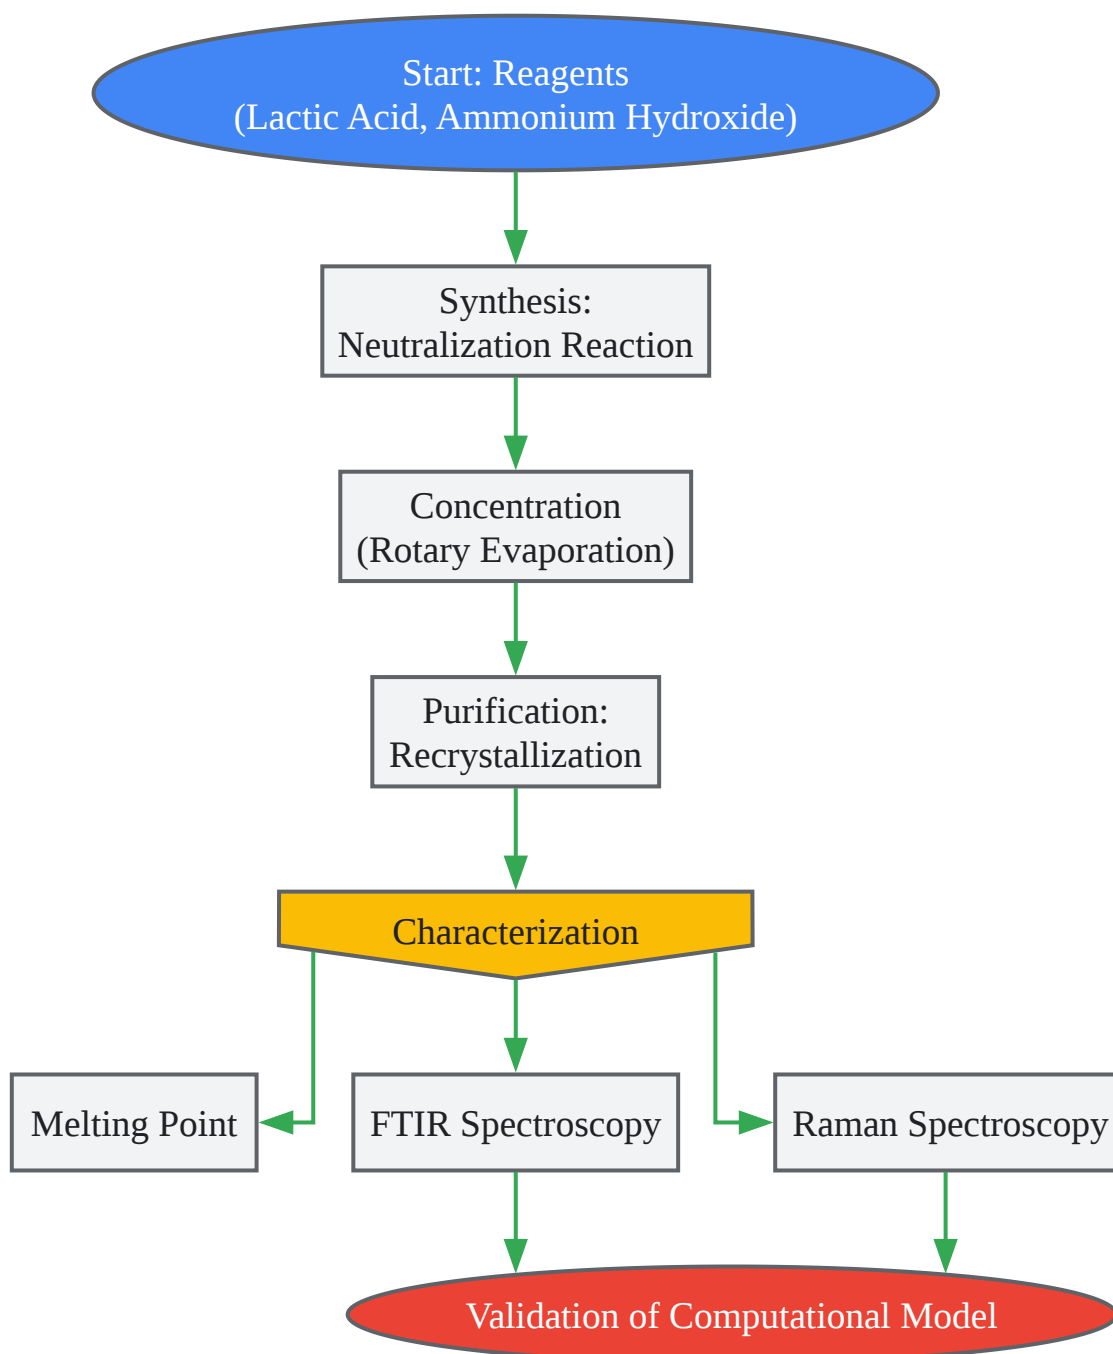 Start: Reagents
(Lactic Acid, Ammonium Hydroxide)
Synthesis:
Neutralization Reaction
Concentration
(Rotary Evaporation)
Purification:
Recrystallization
Characterization
Melting Point
FTIR Spectroscopy
Raman Spectroscopy
Validation of Computational Model